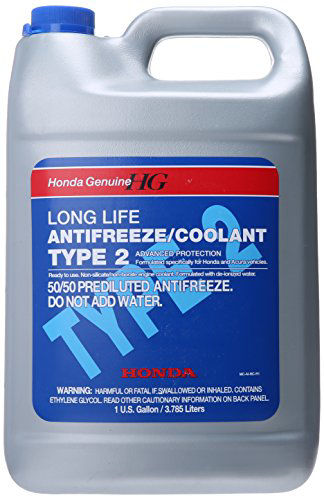 Honda Genuine HG
LONG LIFE
ANTIFREEZE/COOLANT
TYPE 2 ADVANCED PROTECTION
Formulated specifically for Honda and Acura vehicles.
Ready to use. Non-silicate/non-borate engine coolant. Formulated with de-ionized water.
50/50 PREDILUTED ANTIFREEZE.
DO NOT ADD WATER.
TYPE 2
HONDA
WARNING: HARMFUL OR FATAL IF SWALLOWED OR INHALED. CONTAINS
ETHYLENE GLYCOL. READ OTHER CAUTIONARY INFORMATION ON BACK PANEL.
1 U.S. Gallon / 3.785 Liters